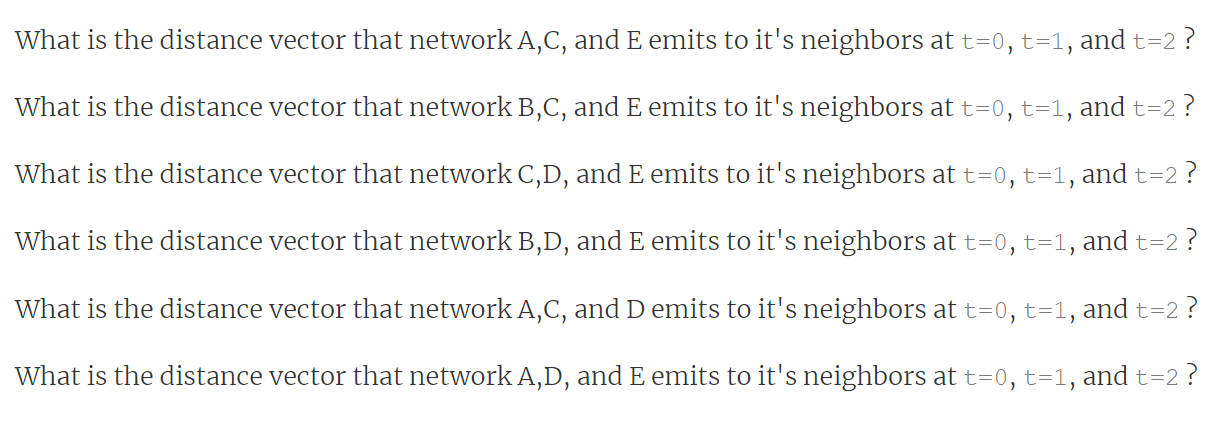 What is the distance vector that network A,C, and E emits to it's neighbors at t=0, t=1, and t=2 ?
What is the distance vector that network B,C, and E emits to it's neighbors at t=0, t=1, and t=2 ?
What is the distance vector that network C,D, and E emits to it's neighbors at t=0, t=1, and t=2 ?
What is the distance vector that network B,D, and E emits to it's neighbors at t=0, t=1, and t=2 ?
What is the distance vector that network A,C, and D emits to it's neighbors at t=0, t=1, and t=2 ?
What is the distance vector that network A,D, and E emits to it's neighbors at t=0, t=1, and t=2 ?